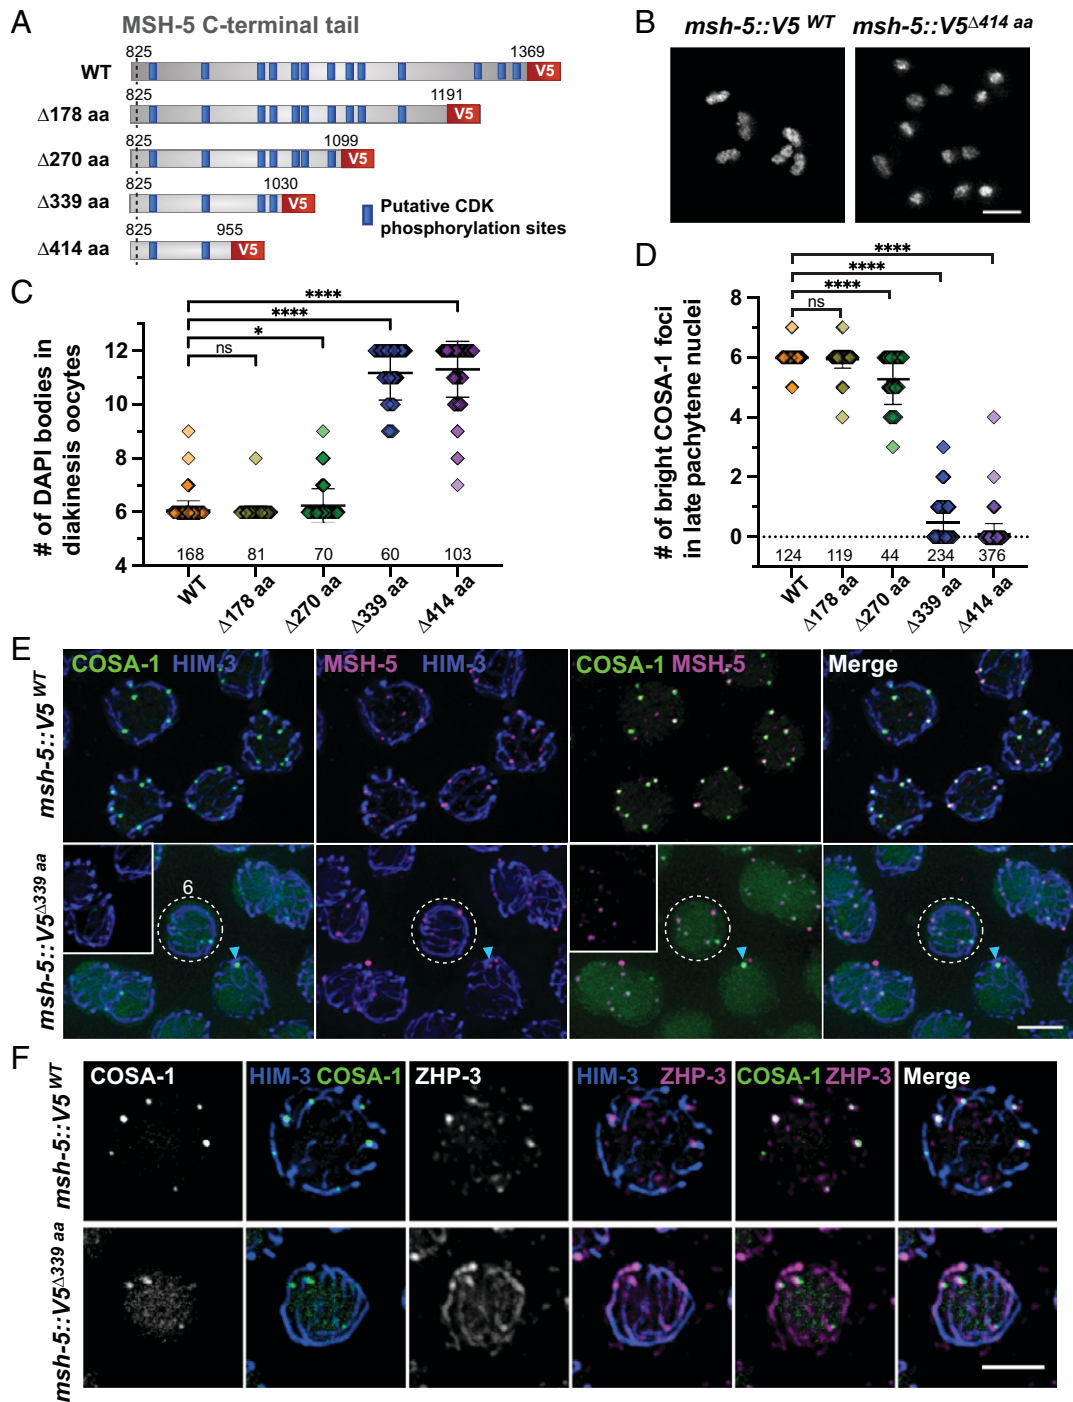 A
MSH-5 C-terminal tail
WT
825
1369
V5
Δ178 aa
825
1191
V5
Δ270 aa
825
1099
V5
Δ339 aa
825
1030
V5
Δ414 aa
825
955
V5
Putative CDK
phosphorylation sites
B
msh-5::V5 WT
msh-5::V5 Δ414 aa
C
# of DAPI bodies in
diakinesis oocytes
12
10
8
6
4
ns
*
****
****
168
81
70
60
103
WT
Δ178 aa
Δ270 aa
Δ339 aa
Δ414 aa
D
# of bright COSA-1 foci
in late pachytene nuclei
8
6
4
2
0
ns
****
****
****
124
119
44
234
376
WT
Δ178 aa
Δ270 aa
Δ339 aa
Δ414 aa
E
COSA-1 HIM-3
MSH-5 HIM-3
COSA-1 MSH-5
Merge
msh-5::V5 WT
msh-5::V5 Δ339 aa
6
F
COSA-1
HIM-3 COSA-1
ZHP-3
HIM-3 ZHP-3
COSA-1 ZHP-3
Merge
msh-5::V5 WT
msh-5::V5 Δ339 aa